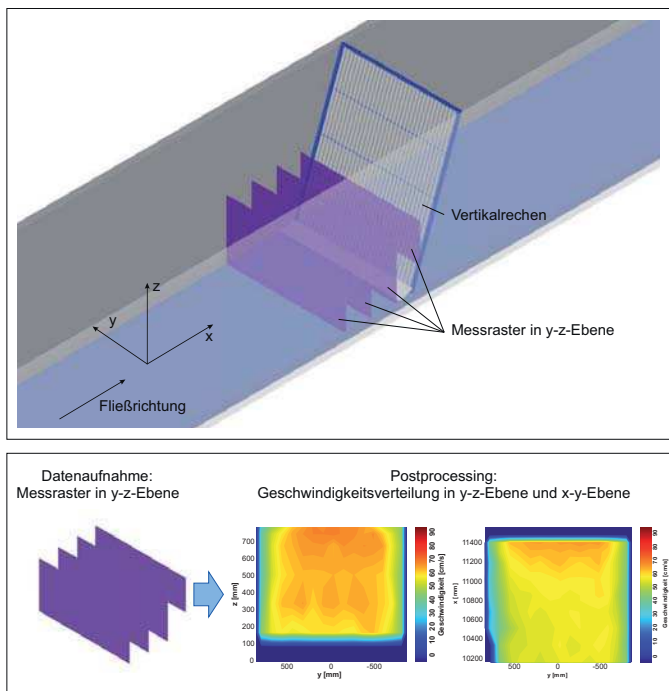 Vertikalrechen
z
y
x
Messraster in y-z-Ebene
Fließrichtung
Datenaufnahme:
Messraster in y-z-Ebene
Postprocessing:
Geschwindigkeitsverteilung in y-z-Ebene und x-y-Ebene
700
600
500
400
300
200
100
0
z [mm]
500
0
-500
y [mm]
90
80
70
60
50
40
30
20
10
0
Geschwindigkeit [cm/s]
11400
11200
11000
10800
10600
10400
10200
x [mm]
500
0
-500
y [mm]
90
80
70
60
50
40
30
20
10
0
Geschwindigkeit [cm/s]